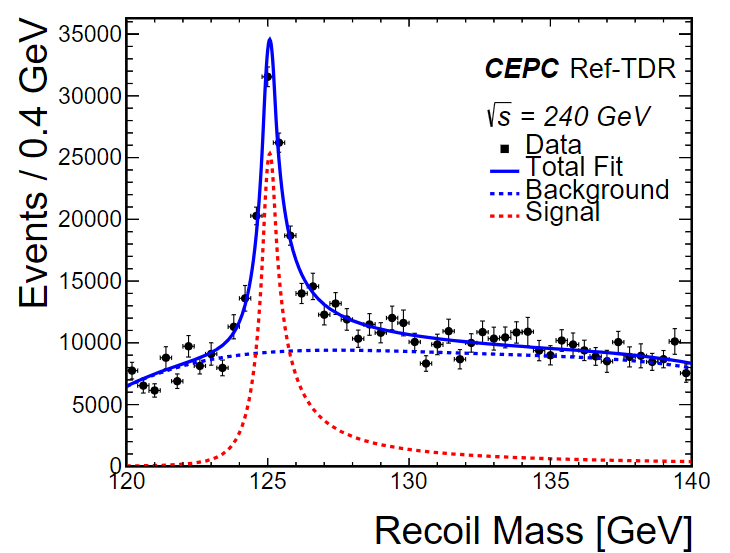 Events / 0.4 GeV
35000
30000
25000
20000
15000
10000
5000
0
CEPC Ref-TDR
√s = 240 GeV
Data
Total Fit
Background
Signal
120 125 130 135 140
Recoil Mass [GeV]